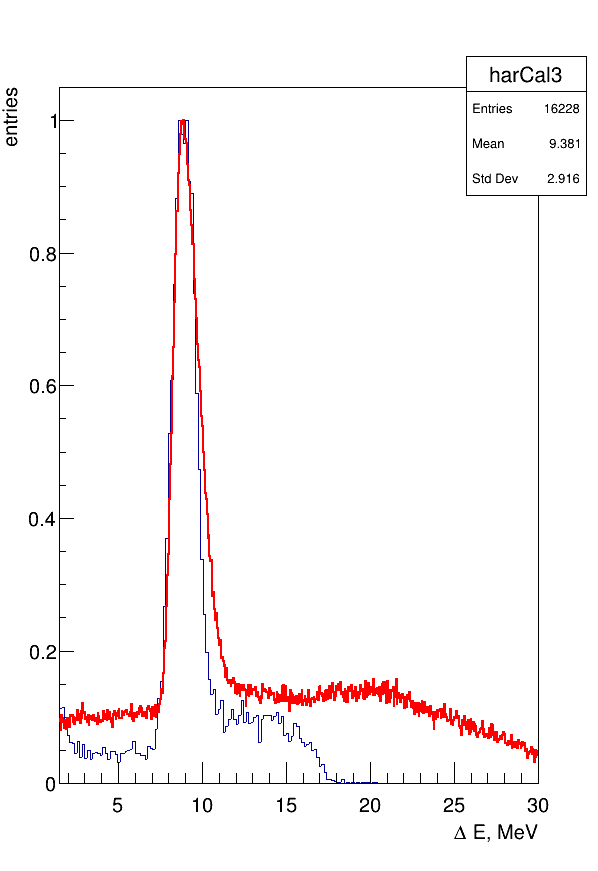 harCal3
Entries 16228
Mean 9.381
Std Dev 2.916
entries
1
0.8
0.6
0.4
0.2
0
5 10 15 20 25 30
Δ E, MeV